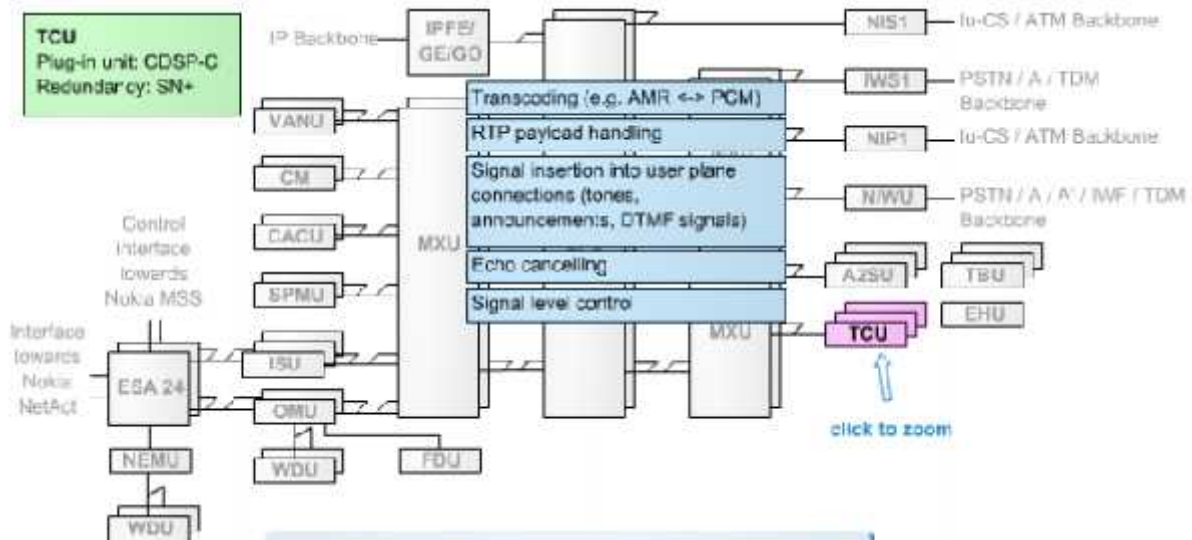 TCU
Plug-in unit: CDSP-C
Redundancy: SN+
IP Backbone
IPFE/
GE/GO
NIS1
Iu-CS / ATM Backbone
IWS1
PSTN / A / TDM
Backbone
NIP1
Iu-CS / ATM Backbone
NIWU
PSTN / A / A' / IWF / TDM
Backbone
VANU
CM
CACU
SPMU
ISU
OMU
WDU
FDU
MXU
Transcoding (e.g. AMR <-> PCM)
RTP payload handling
Signal insertion into user plane
connections (tones,
announcements, DTMF signals)
Echo cancelling
Signal level control
MXU
A2SU
TBU
TCU
EHU
click to zoom
Control
interface
towards
Nokia MSS
Interface
towards
Nokia
NetAct
ESA 24
NEMU
WDU